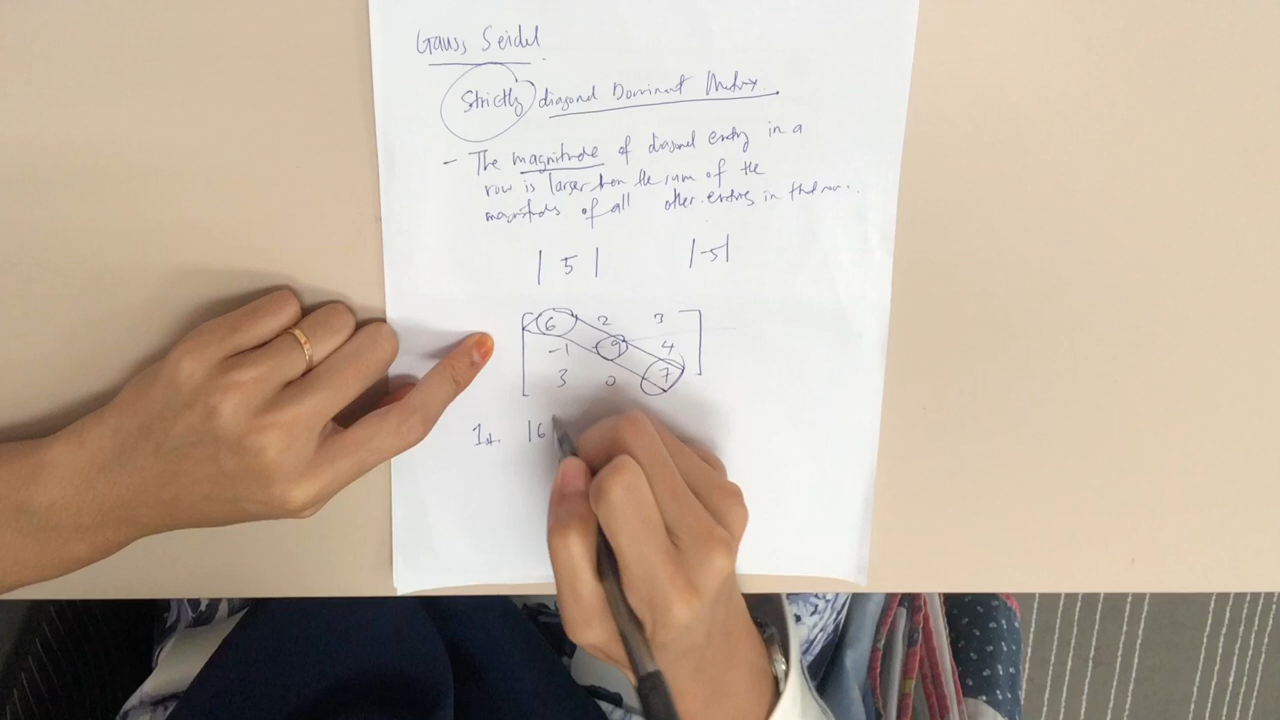 Gauss Seidel
Strictly diagonal Dominant Matrix.
- The magnitude of diagonal entry in a
row is larger than the sum of the
magnitudes of all other entries in that row.
|5| |-5|
6 2 3
-1 -9 4
3 0 7
1st. |6